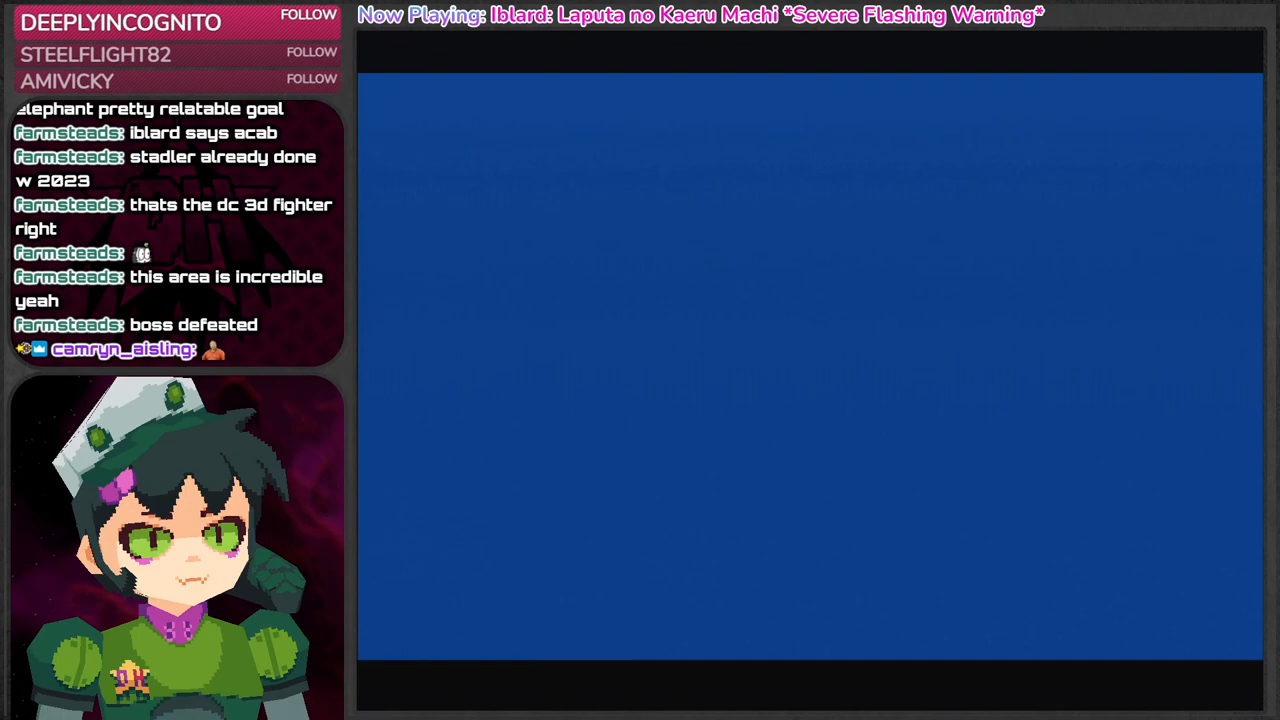 DEEPLYINCOGNITO FOLLOW
STEELFLIGHT82 FOLLOW
AMIVICKY FOLLOW
Now Playing: Iblard: Laputa no Kaeru Machi *Severe Flashing Warning*
elephant pretty relatable goal
farmsteads: iblard says acab
farmsteads: stadler already done
w 2023
farmsteads: thats the dc 3d fighter
right
farmsteads:
farmsteads: this area is incredible
yeah
farmsteads: boss defeated
camryn_aisling: